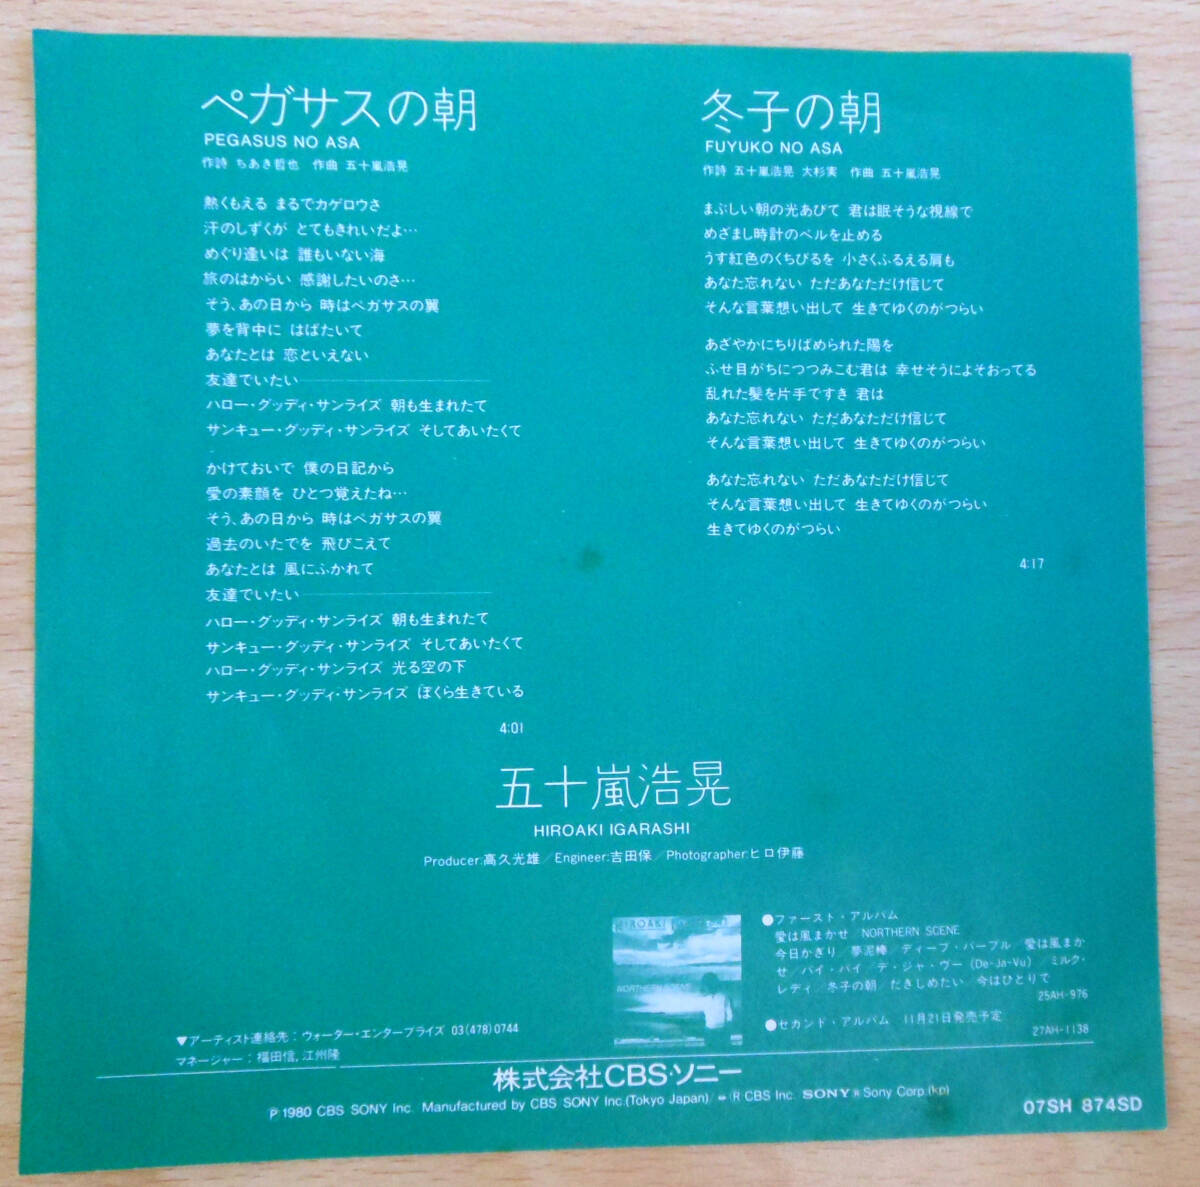 ペガサスの朝
PEGASUS NO ASA
作詩 ちあき哲也 作曲 五十嵐浩晃
熱くもえる まるでカゲロウさ
汗のしずくが とてもきれいだよ…
めぐり逢いは 誰もいない海
旅のはからい 感謝したいのさ…
そう、あの日から 時はペガサスの翼
夢を背中に はばたいて
あなたとは 恋といえない
友達でいたい――――――――
ハロー・グッディ・サンライズ 朝も生まれたて
サンキュー・グッディ・サンライズ そしてあいたくて
かけておいで 僕の日記から
愛の素顔を ひとつ覚えたね…
そう、あの日から 時はペガサスの翼
過去のいたでを 飛びこえて
あなたとは 風にふかれて
友達でいたい――――――――
ハロー・グッディ・サンライズ 朝も生まれたて
サンキュー・グッディ・サンライズ そしてあいたくて
ハロー・グッディ・サンライズ 光る空の下
サンキュー・グッディ・サンライズ ぼくら生きている
4:01
冬子の朝
FUYUKO NO ASA
作詩 五十嵐浩晃 大杉実 作曲 五十嵐浩晃
まぶしい朝の光あびて 君は眠そうな視線で
めざまし時計のベルを止める
うす紅色のくちびるを 小さくふるえる肩も
あなた忘れない ただあなただけ信じて
そんな言葉想い出して 生きてゆくのがつらい
あざやかにちりばめられた陽を
ふせ目がちにつつみこむ君は 幸せそうによそおってる
乱れた髪を片手ですき 君は
あなた忘れない ただあなただけ信じて
そんな言葉想い出して 生きてゆくのがつらい
あなた忘れない ただあなただけ信じて
そんな言葉想い出して 生きてゆくのがつらい
生きてゆくのがつらい
4:17
五十嵐浩晃
HIROAKI IGARASHI
Producer:高久光雄／Engineer:吉田保／Photographer:ヒロ伊藤
HIROAKI
NORTHERN SCENE
●ファースト・アルバム
愛は風まかせ NORTHERN SCENE
今日かぎり／夢泥棒／ディープ・パープル／愛は風まか
せ／バイ・バイ／デ・ジャ・ヴー(De-Ja-Vu)／ミルク・
レディ／冬子の朝／だきしめたい／今はひとりで
25AH-976
●セカンド・アルバム 11月21日発売予定
27AH-1138
▼アーティスト連絡先：ウォーター・エンタープライズ 03(478)0744
マネージャー：福田信,江州隆
株式会社CBS・ソニー
Ⓟ1980 CBS SONY Inc. Manufactured by CBS SONY Inc.(Tokyo Japan)/ ®CBS Inc. SONY ® Sony Corp.(kp)
07SH 874SD